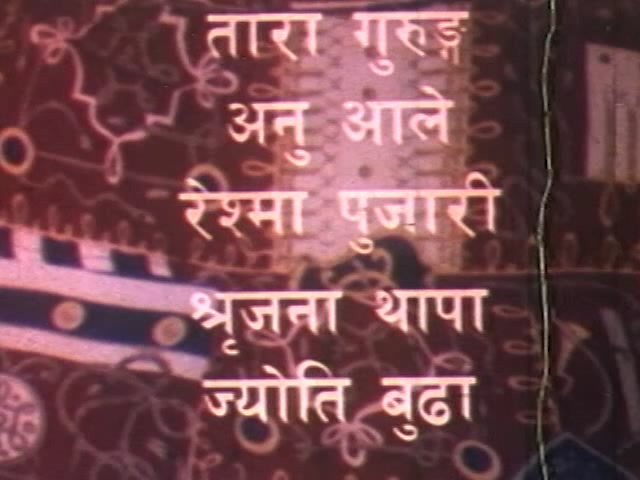 तारा गुरुङ्ग
अनु आले
रेश्मा पुजारी
श्रृजना थापा
ज्योति बुढा